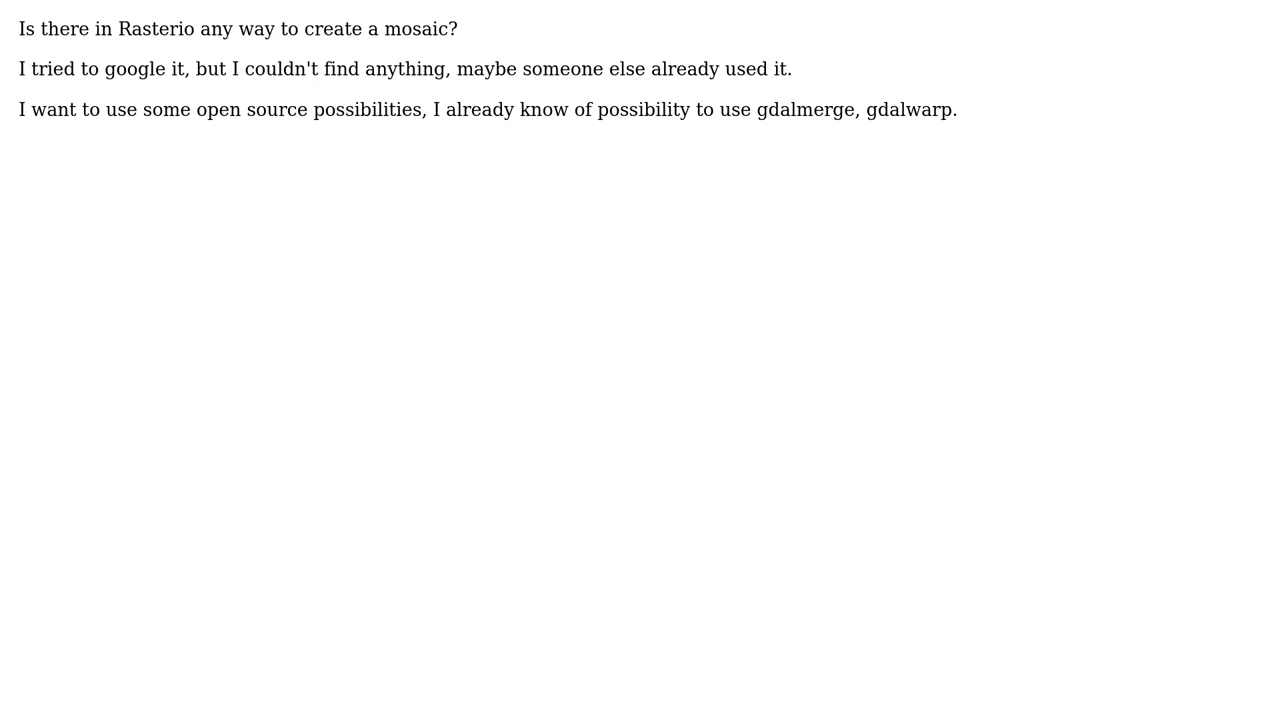 Is there in Rasterio any way to create a mosaic?
I tried to google it, but I couldn't find anything, maybe someone else already used it.
I want to use some open source possibilities, I already know of possibility to use gdalmerge, gdalwarp.